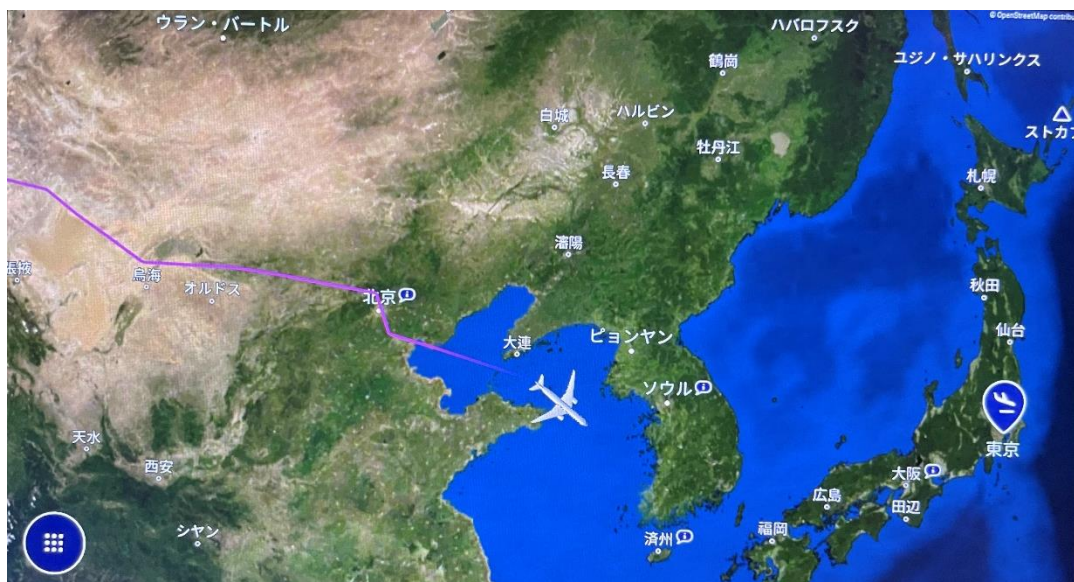 © OpenStreetMap contribu
ウラン・バートル
ハバロフスク
ユジノ・サハリンクス
鶴崗
白城
ハルビン
ストカフ
牡丹江
長春
札幌
瀋陽
張掖
烏海
オルドス
北京
秋田
大連
ピョンヤン
仙台
ソウル
天水
東京
西安
大阪
広島
田辺
シヤン
福岡
済州